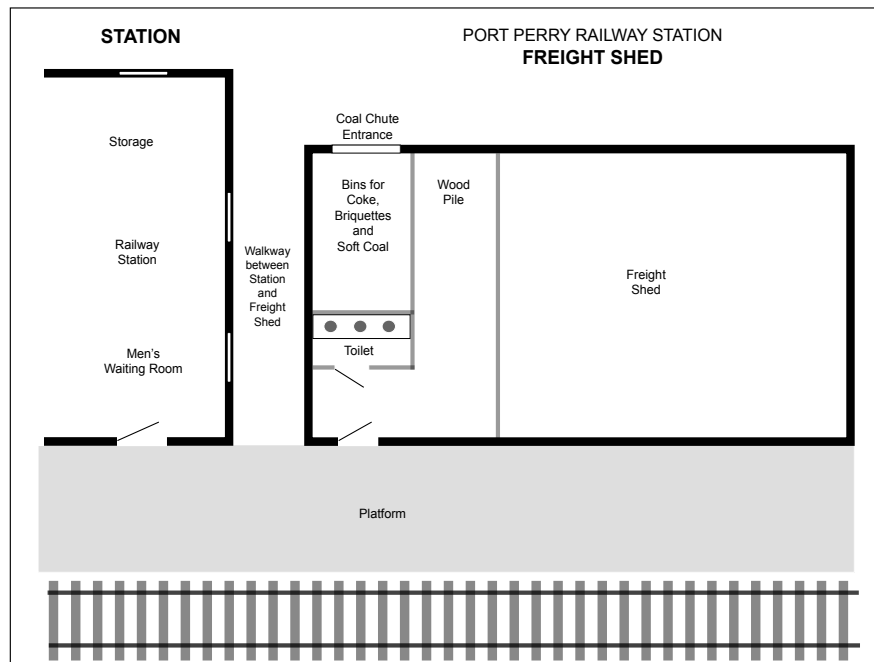 STATION
PORT PERRY RAILWAY STATION
FREIGHT SHED
Coal Chute
Entrance
Storage
Bins for
Coke,
Briquettes
and
Soft Coal
Wood
Pile
Railway
Station
Walkway
between
Station
and
Freight
Shed
Freight
Shed
Men's
Waiting Room
Toilet
Platform